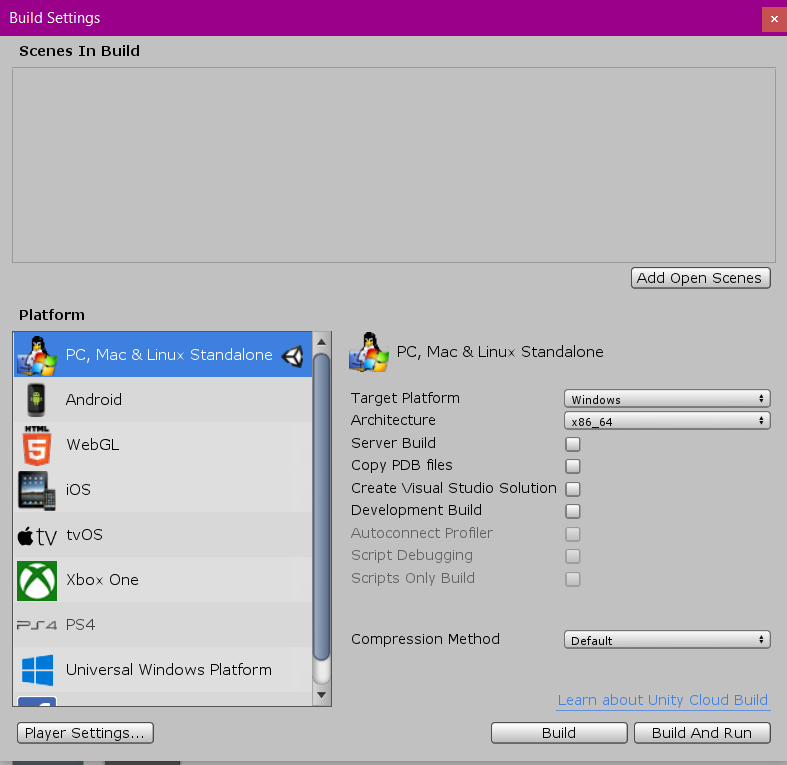 Build Settings
Scenes In Build
Add Open Scenes
Platform
PC, Mac & Linux Standalone
Android
HTML
5
WebGL
iOS
tv
tvOS
Xbox One
PS4
PS4
Universal Windows Platform
PC, Mac & Linux Standalone
Target Platform Windows
Architecture x86_64
Server Build
Copy PDB files
Create Visual Studio Solution
Development Build
Autoconnect Profiler
Script Debugging
Scripts Only Build
Compression Method Default
Learn about Unity Cloud Build
Player Settings...
Build
Build And Run